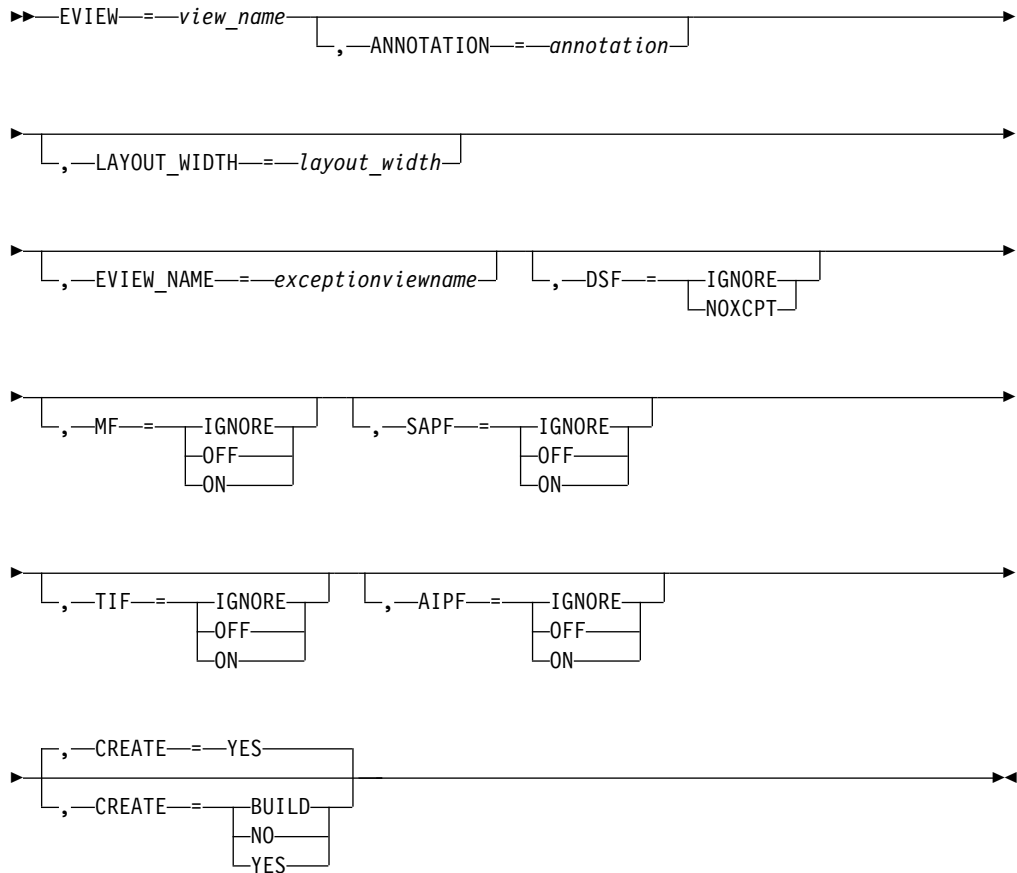 EVIEW = view_name
, ANNOTATION = annotation
, LAYOUT_WIDTH = layout_width
, EVIEW_NAME = exceptionviewname , DSF = IGNORE
NOXCPT
, MF = IGNORE , SAPF = IGNORE
OFF OFF
ON ON
, TIF = IGNORE , AIPF = IGNORE
OFF OFF
ON ON
, CREATE = YES
, CREATE = BUILD
NO
YES